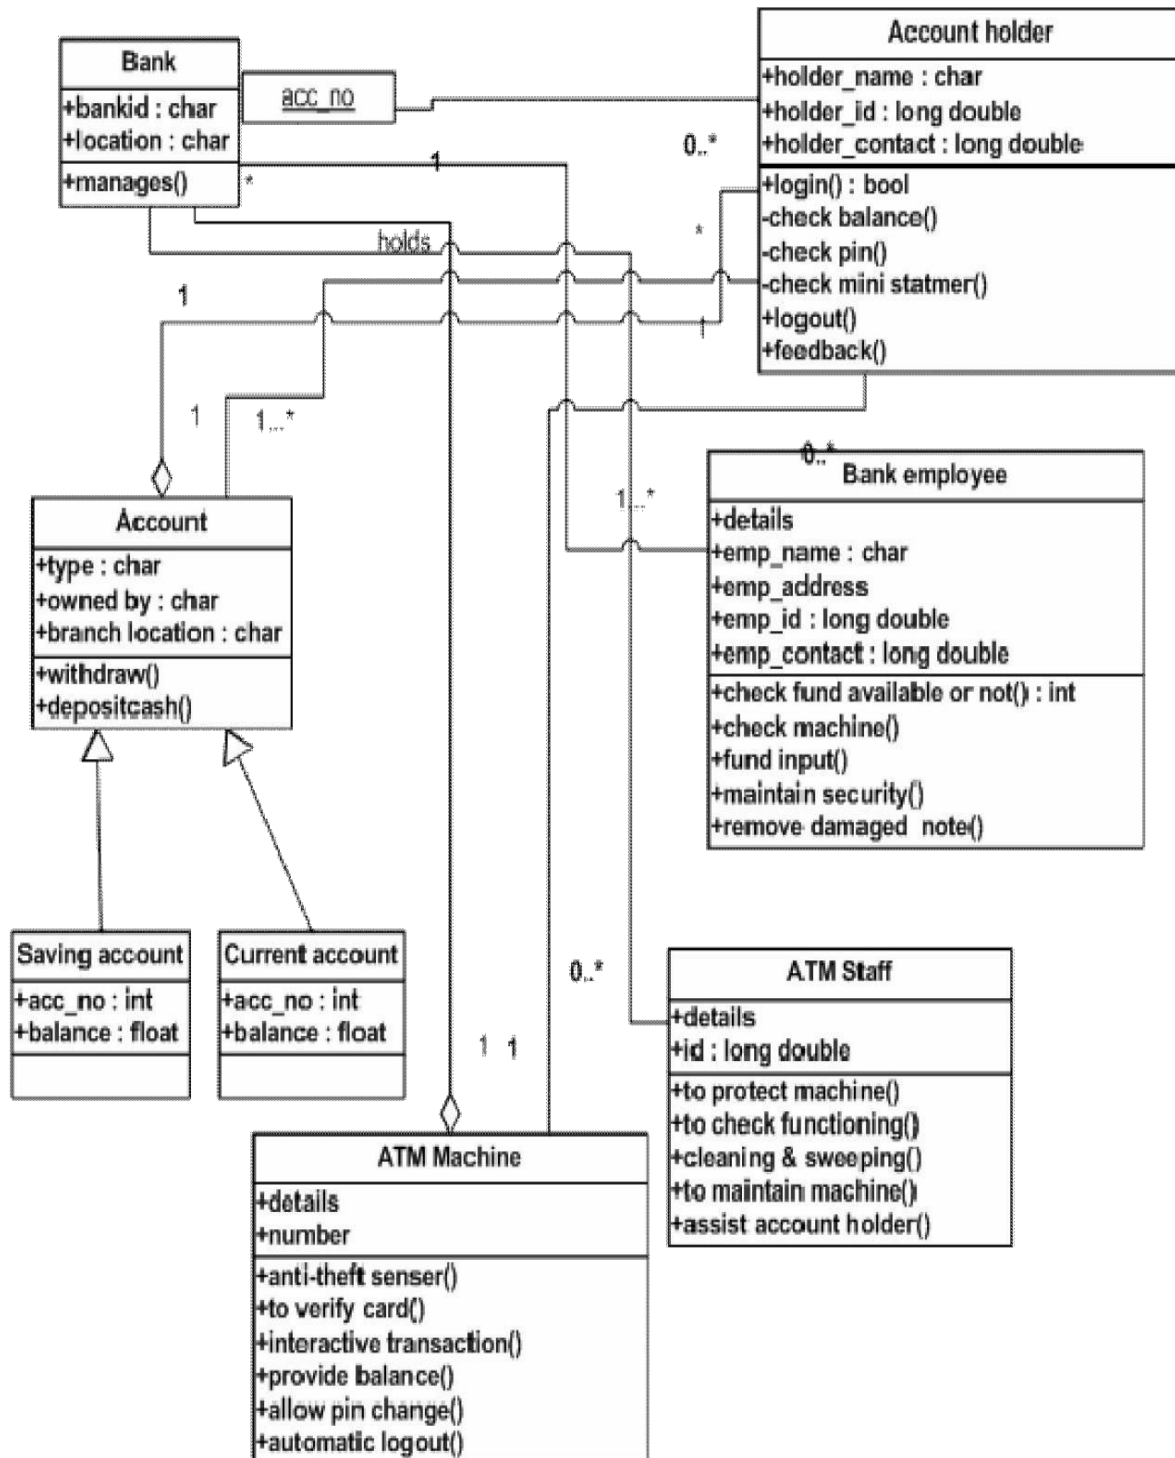 Bank
+bankid : char
+location : char
+manages()
acc_no
Account holder
+holder_name : char
+holder_id : long double
+holder_contact : long double
+login() : bool
-check balance()
-check pin()
-check mini statmer()
+logout()
+feedback()
1
0..*
*
*
holds
1
1
1
1...*
0..*
1...*
Bank employee
+details
+emp_name : char
+emp_address
+emp_id : long double
+emp_contact : long double
+check fund available or not() : int
+check machine()
+fund input()
+maintain security()
+remove damaged note()
Account
+type : char
+owned by : char
+branch location : char
+withdraw()
+depositcash()
Saving account
+acc_no : int
+balance : float
Current account
+acc_no : int
+balance : float
0..*
1
1
ATM Staff
+details
+id : long double
+to protect machine()
+to check functioning()
+cleaning & sweeping()
+to maintain machine()
+assist account holder()
ATM Machine
+details
+number
+anti-theft senser()
+to verify card()
+interactive transaction()
+provide balance()
+allow pin change()
+automatic logout()